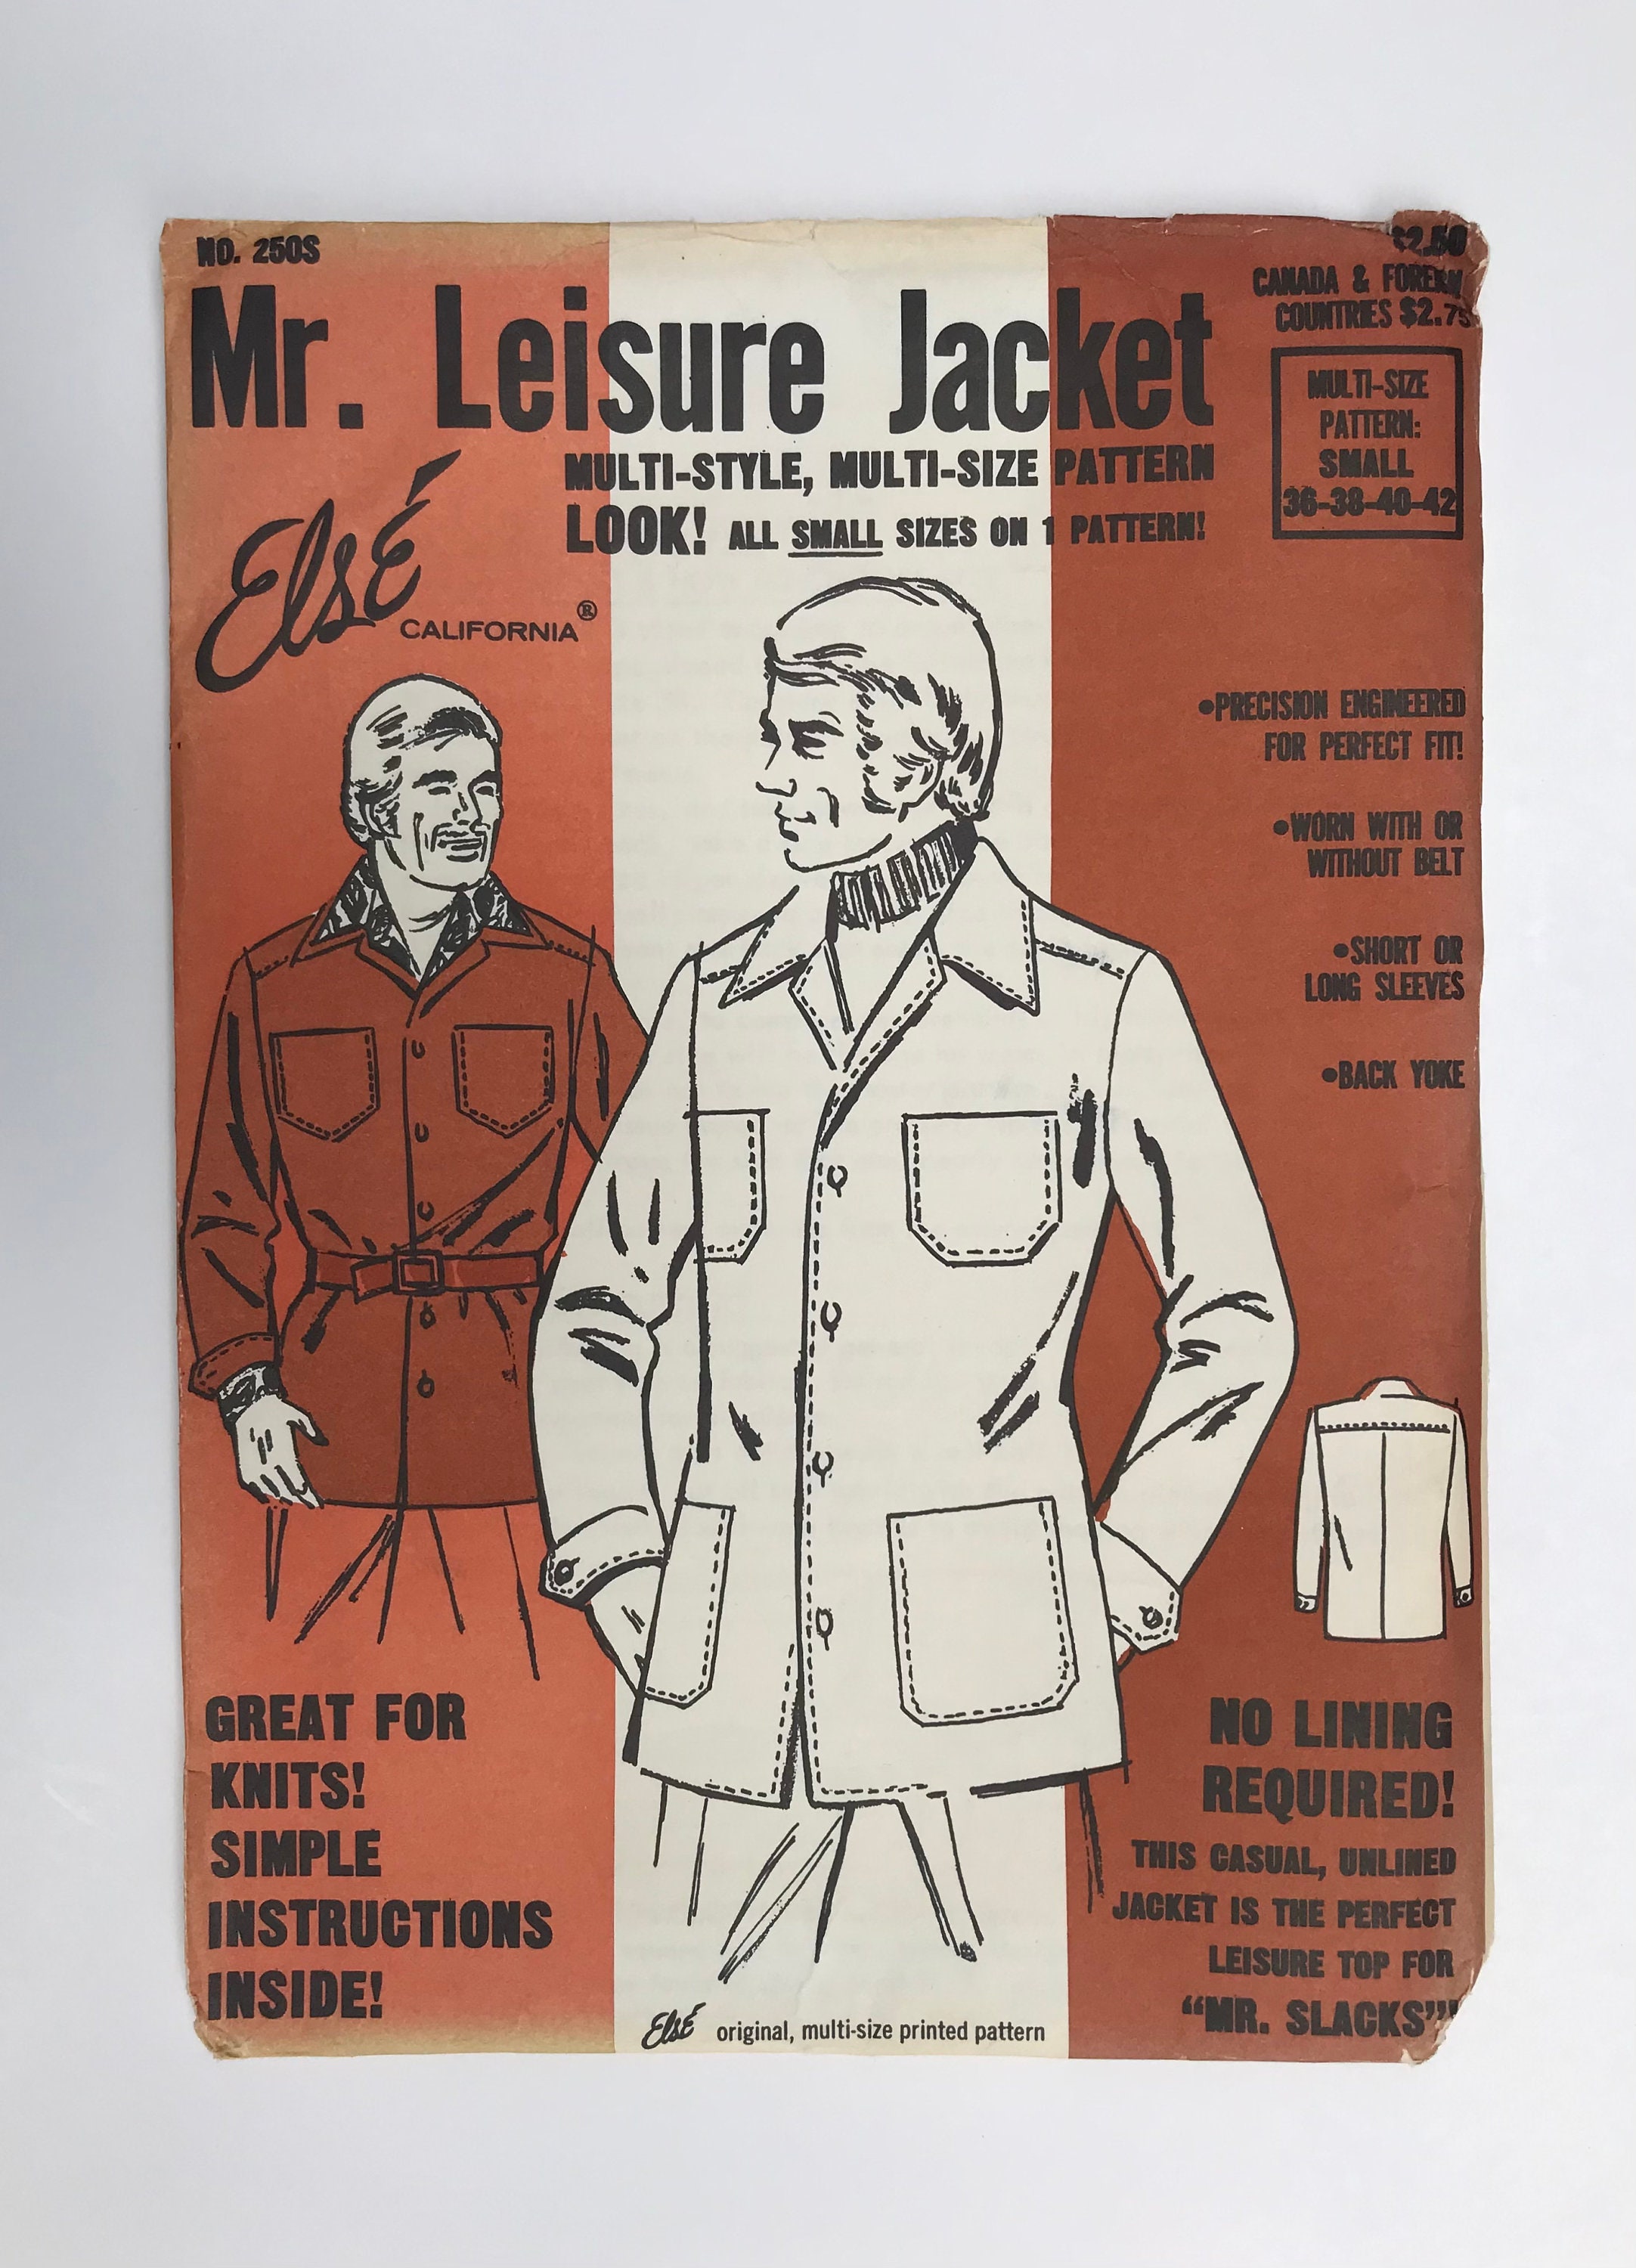 NO. 250S
$2.50
CANADA & FOREIGN
COUNTRIES $2.75
Mr. Leisure Jacket
MULTI-STYLE, MULTI-SIZE PATTERN
LOOK! ALL SMALL SIZES ON 1 PATTERN!
MULTI-SIZE
PATTERN:
SMALL
36-38-40-42
Elsé
CALIFORNIA®
•PRECISION ENGINEERED
FOR PERFECT FIT!
•WORN WITH OR
WITHOUT BELT
•SHORT OR
LONG SLEEVES
•BACK YOKE
GREAT FOR
KNITS!
SIMPLE
INSTRUCTIONS
INSIDE!
NO LINING
REQUIRED!
THIS CASUAL, UNLINED
JACKET IS THE PERFECT
LEISURE TOP FOR
“MR. SLACKS”!
Elsé original, multi-size printed pattern